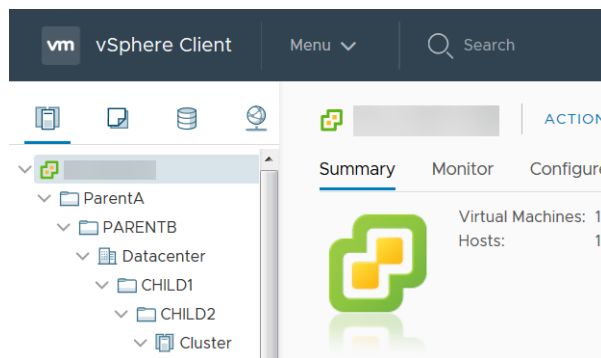 vm vSphere Client Menu Search
ACTION
Summary Monitor Configure
ParentA
PARENTB
Datacenter
CHILD1
CHILD2
Cluster
Virtual Machines: 1
Hosts: 1